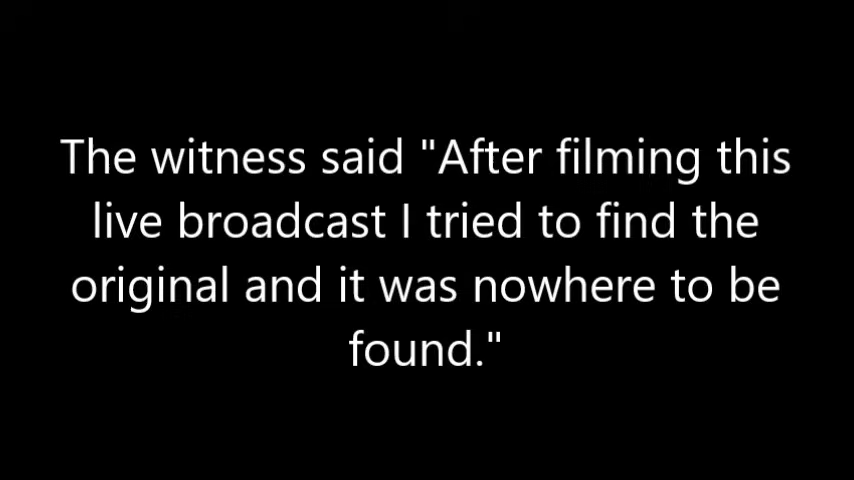 The witness said "After filming this
live broadcast I tried to find the
original and it was nowhere to be
found."